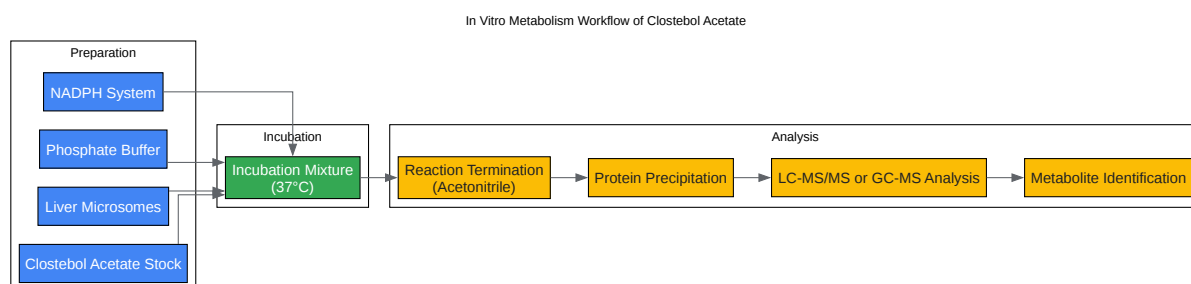 In Vitro Metabolism Workflow of Clostebol Acetate
Preparation
NADPH System
Phosphate Buffer
Liver Microsomes
Clostebol Acetate Stock
Incubation
Incubation Mixture
(37°C)
Analysis
Reaction Termination
(Acetonitrile)
Protein Precipitation
LC-MS/MS or GC-MS Analysis
Metabolite Identification